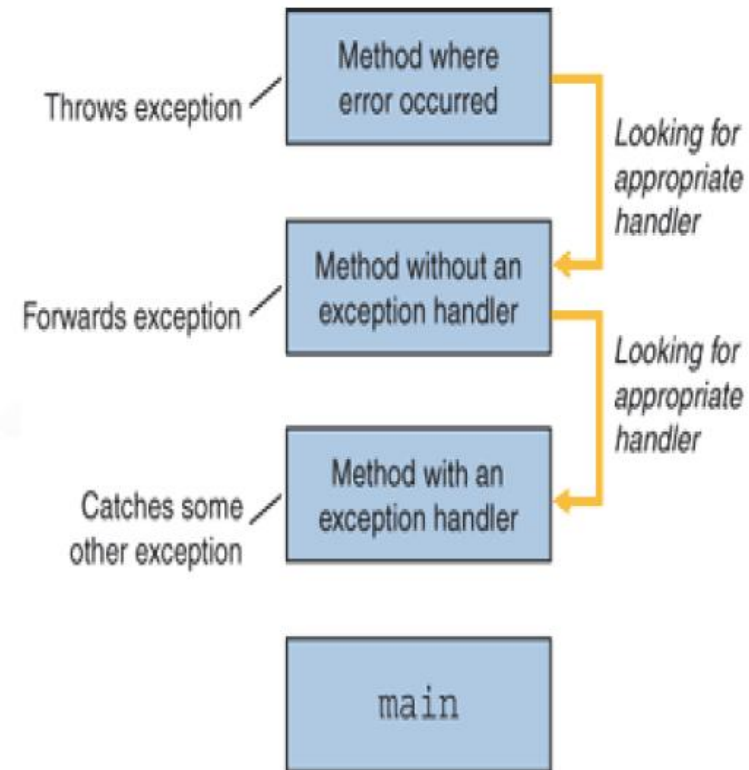 Method where
error occurred
Throws exception
Looking for
appropriate
handler
Method without an
exception handler
Forwards exception
Looking for
appropriate
handler
Method with an
exception handler
Catches some
other exception
main